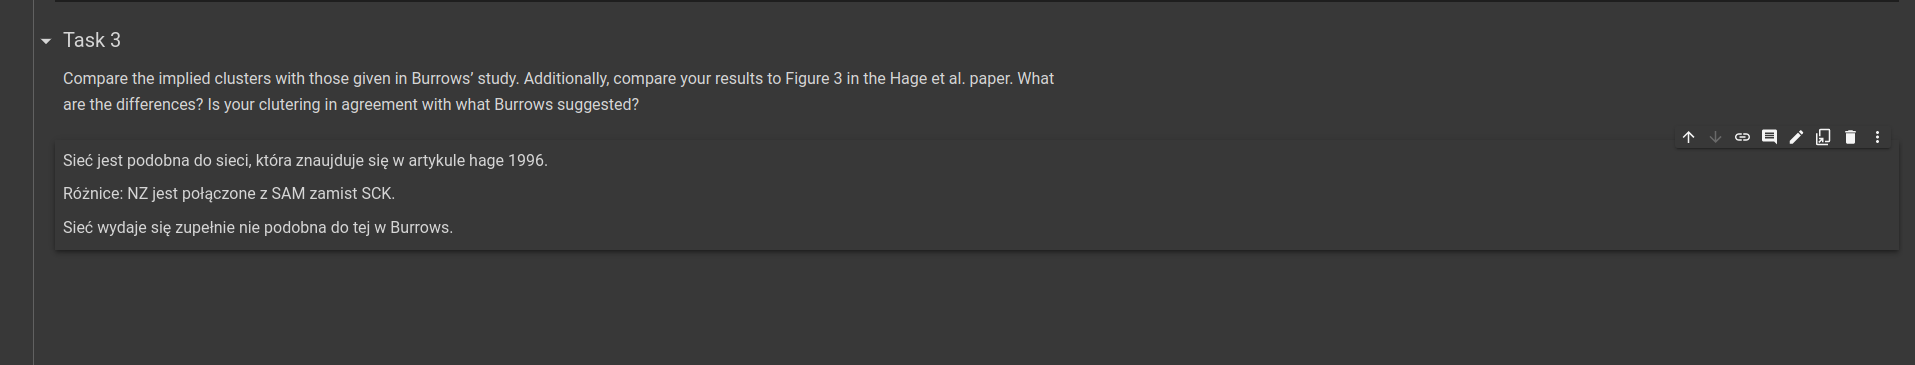 Task 3
Compare the implied clusters with those given in Burrows’ study. Additionally, compare your results to Figure 3 in the Hage et al. paper. What
are the differences? Is your clutering in agreement with what Burrows suggested?
Sieć jest podobna do sieci, która znaujduje się w artykule hage 1996.
Różnice: NZ jest połączone z SAM zamist SCK.
Sieć wydaje się zupełnie nie podobna do tej w Burrows.